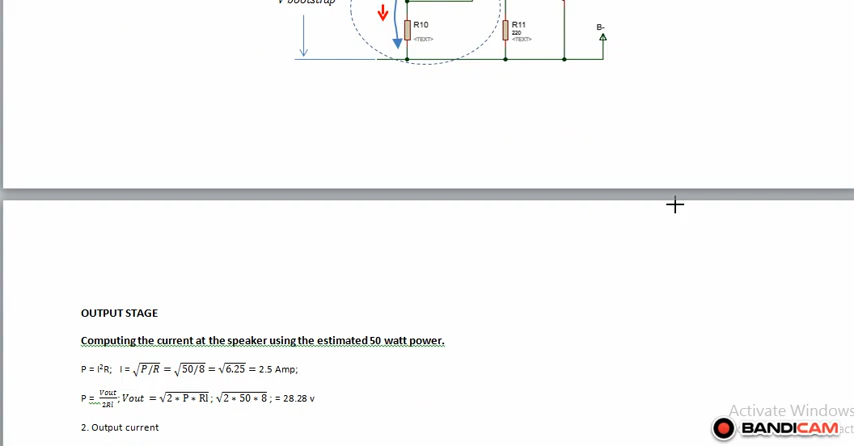 V bootstrap
R10
<TEXT>
R11
220
<TEXT>
B-
OUTPUT STAGE
Computing the current at the speaker using the estimated 50 watt power.
P = I²R; I = √P/R = √50/8 = √6.25 = 2.5 Amp;
P = Vout/2Rl; Vout = √2 * P * Rl ; √2 * 50 * 8 ; = 28.28 v
2. Output current
Activate Windows
BANDICAM